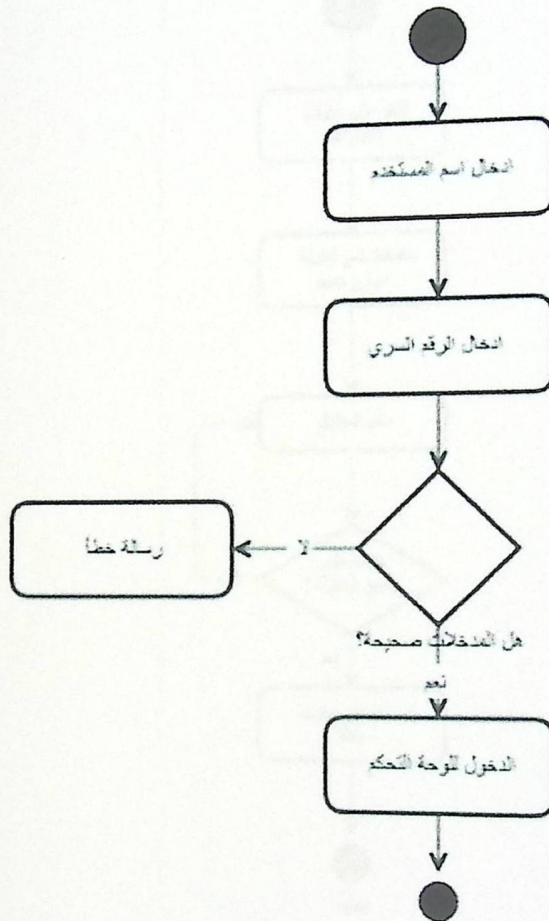 ادخال اسم المستخدم
ادخال الرقم السري
لا
رسالة خطأ
هل المدخلات صحيحة؟
نعم
الدخول للوحة التحكم